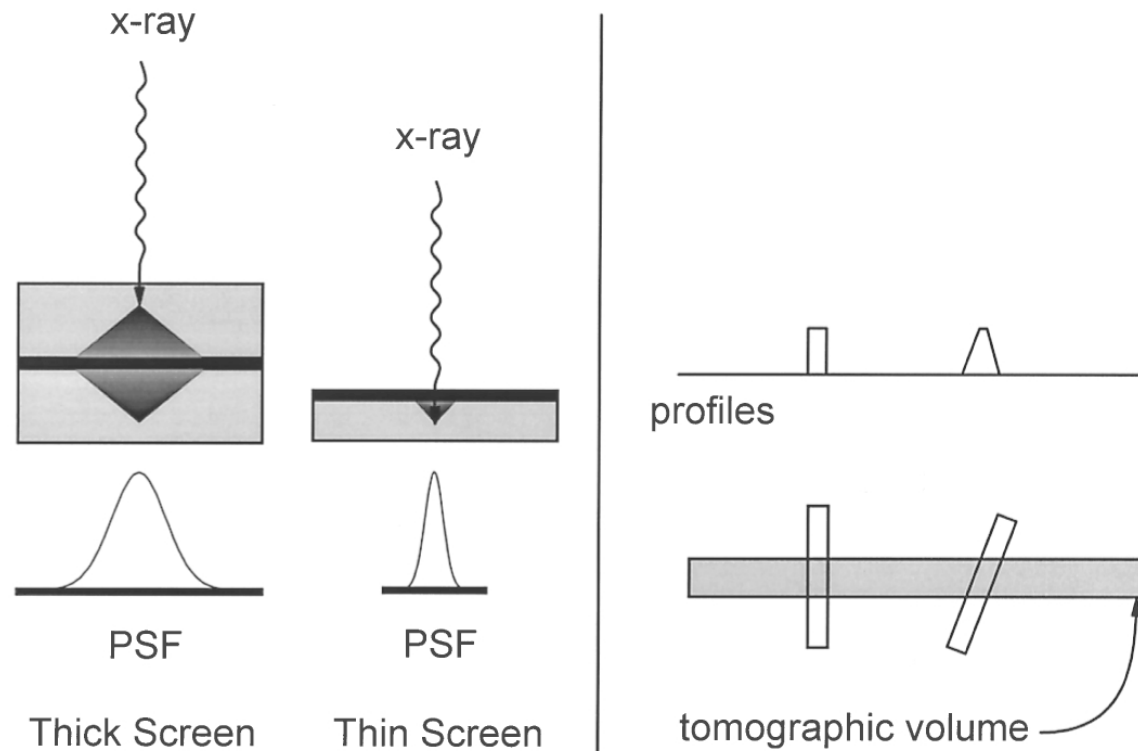 x-ray
x-ray
PSF
PSF
Thick Screen
Thin Screen
profiles
tomographic volume